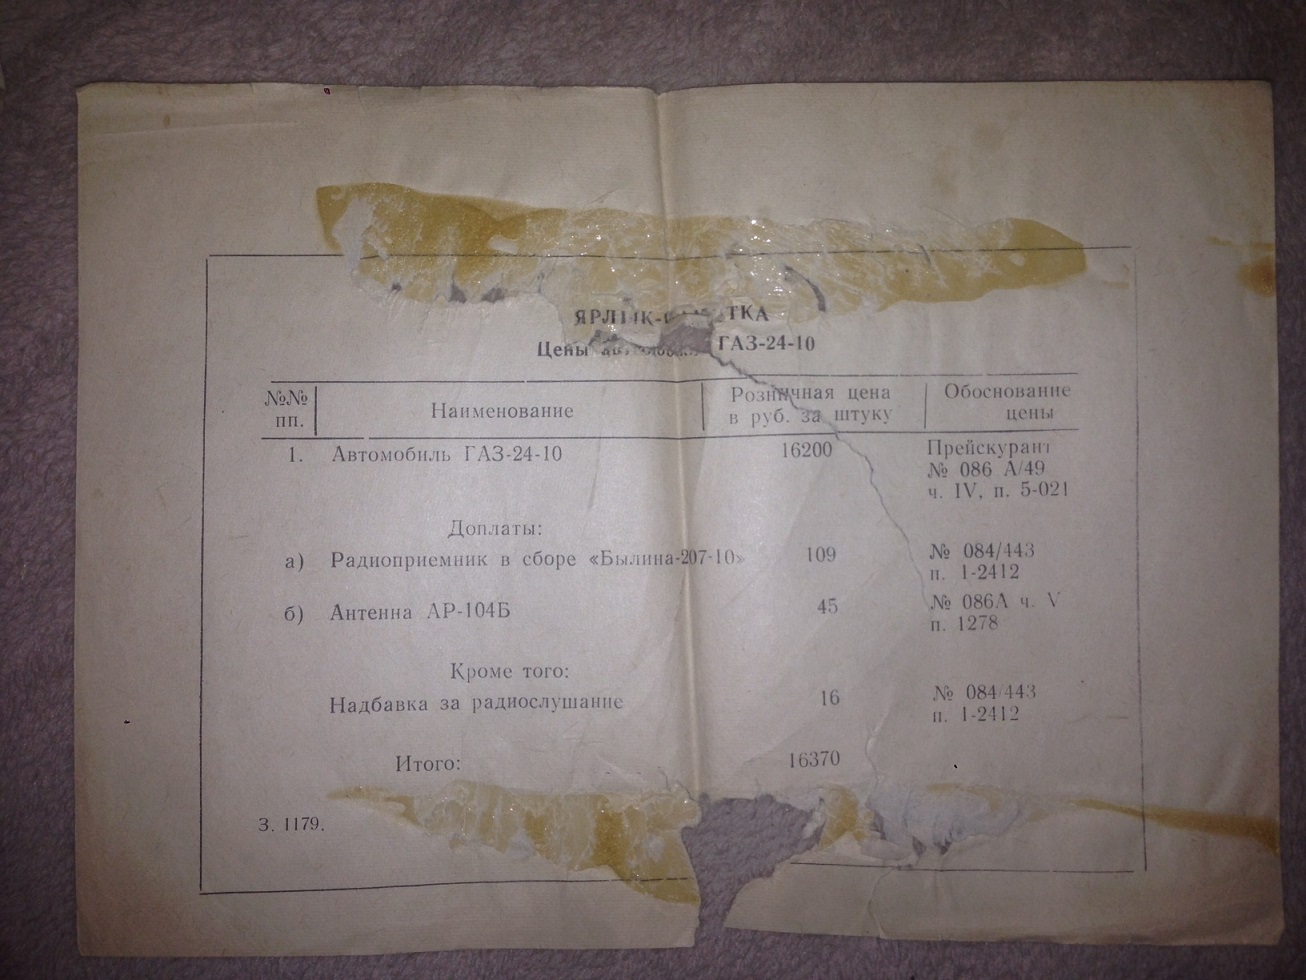 ЯРЛЫК-
Цены ГАЗ-24-10
№№ пп. Наименование Розничная цена в руб. за штуку Обоснование цены
1. Автомобиль ГАЗ-24-10 16200 Прейскурант
№ 086 А/49
ч. IV, п. 5-021
Доплаты:
а) Радиоприемник в сборе «Былина-207-10» 109 № 084/443
п. 1-2412
б) Антенна АР-104Б 45 № 086А ч. V
п. 1278
Кроме того:
Надбавка за радиослушание 16 № 084/443
п. 1-2412
Итого: 16370
З. 1179.